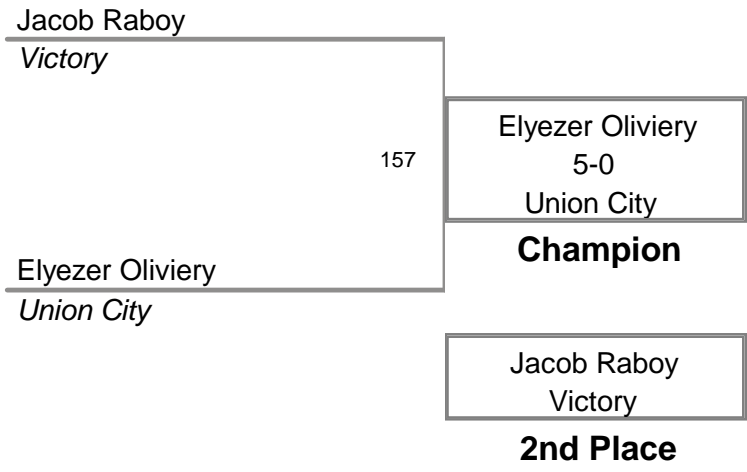 Jacob Raboy
Victory
157
Elyezer Oliviery
5-0
Union City
Champion
Elyezer Oliviery
Union City
Jacob Raboy
Victory
2nd Place